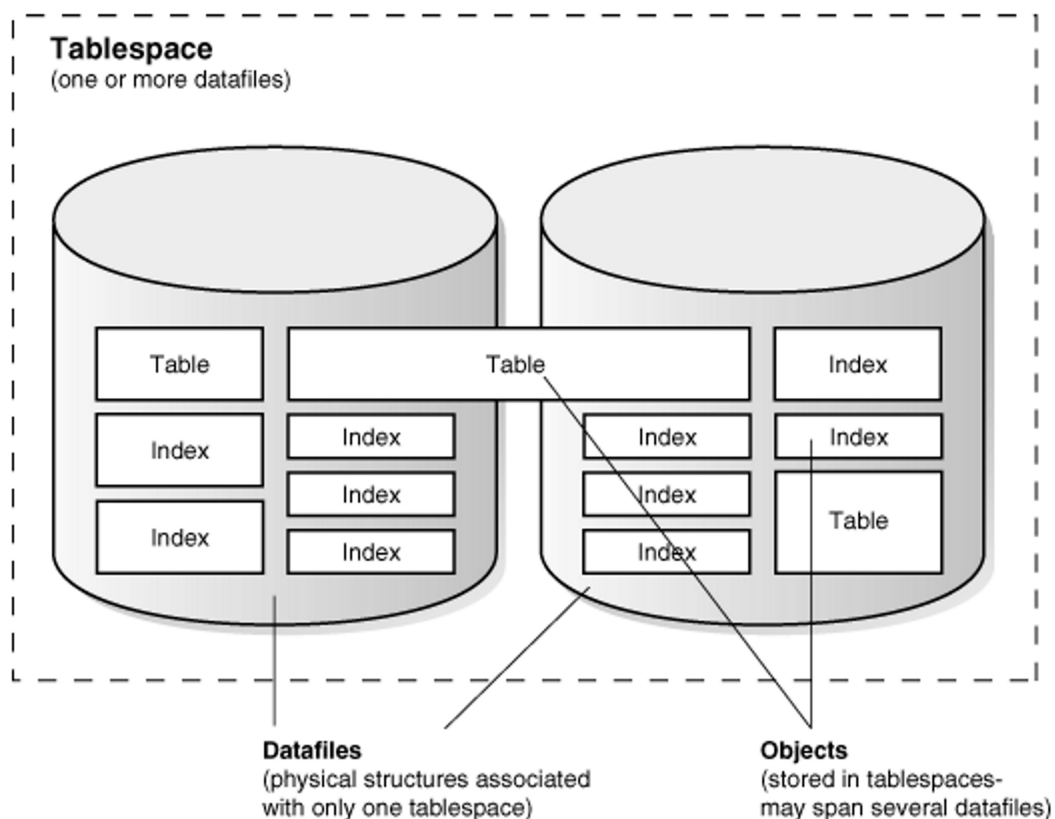 Tablespace
(one or more datafiles)
Table
Table
Index
Index
Index
Index
Index
Index
Index
Index
Table
Index
Index
Index
Datafiles
(physical structures associated
with only one tablespace)
Objects
(stored in tablespaces-
may span several datafiles)